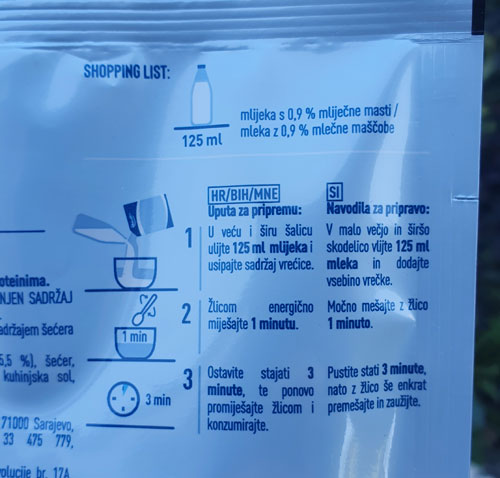 SHOPPING LIST:
125 ml
mlijeka s 0,9 % mliječne masti /
mleka z 0,9 % mlečne maščobe
HR/BIH/MNE
Uputa za pripremu:
1
U veću i širu šalicu
ulijte 125 ml mlijeka i
usipajte sadržaj vrećice.
2
Žlicom energično
miješajte 1 minutu.
3
Ostavite stajati 3
minute, te ponovo
promiješajte žlicom i
konzumirajte.
SI
Navodila za pripravo:
V malo večjo in širšo
skodelico vlijte 125 ml
mleka in dodajte
vsebino vrečke.
Močno mešajte z žlico
1 minuto.
Pustite stati 3 minute,
nato z žlico še enkrat
premešajte in zaužijte.
1 min
3 min
oteinima.
NJEN SADRŽAJ
adržajem šećera
5,5 %), šećer,
kuhinjska sol,
71000 Sarajevo,
33 475 779,
volucije br. 17A